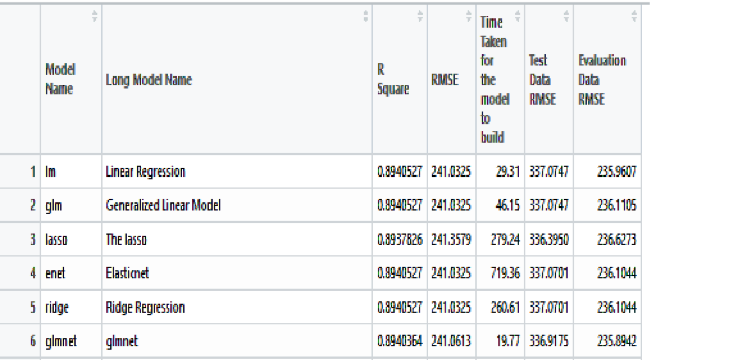 Model Name Long Model Name R Square RMSE Time Taken for the model to build Test Data RMSE Evaluation Data RMSE
1 lm Linear Regression 0.8940527 241.0325 29.31 337.0747 235.9607
2 glm Generalized Linear Model 0.8940527 241.0325 46.15 337.0747 236.1105
3 lasso The lasso 0.8937826 241.3579 279.24 336.3950 236.6273
4 enet Elasticnet 0.8940527 241.0325 719.36 337.0701 236.1044
5 ridge Ridge Regression 0.8940527 241.0325 260.61 337.0701 236.1044
6 glmnet glmnet 0.8940364 241.0613 19.77 336.9175 235.8942